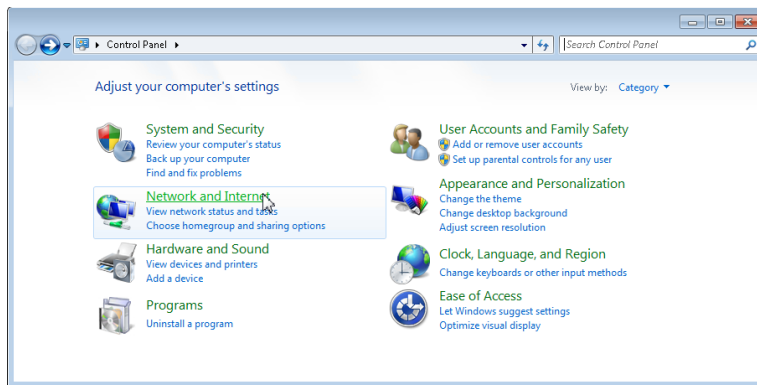 Control Panel
Search Control Panel
Adjust your computer's settings
View by: Category
System and Security
Review your computer's status
Back up your computer
Find and fix problems
Network and Internet
View network status and tasks
Choose homegroup and sharing options
Hardware and Sound
View devices and printers
Add a device
Programs
Uninstall a program
User Accounts and Family Safety
Add or remove user accounts
Set up parental controls for any user
Appearance and Personalization
Change the theme
Change desktop background
Adjust screen resolution
Clock, Language, and Region
Change keyboards or other input methods
Ease of Access
Let Windows suggest settings
Optimize visual display